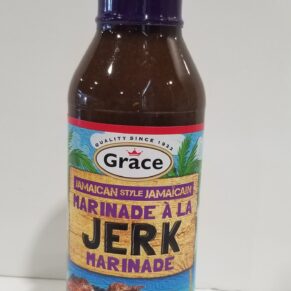 QUALITY SINCE 1922
Grace
JAMAICAN STYLE JAMAICAIN
MARINADE À LA
JERK
MARINADE